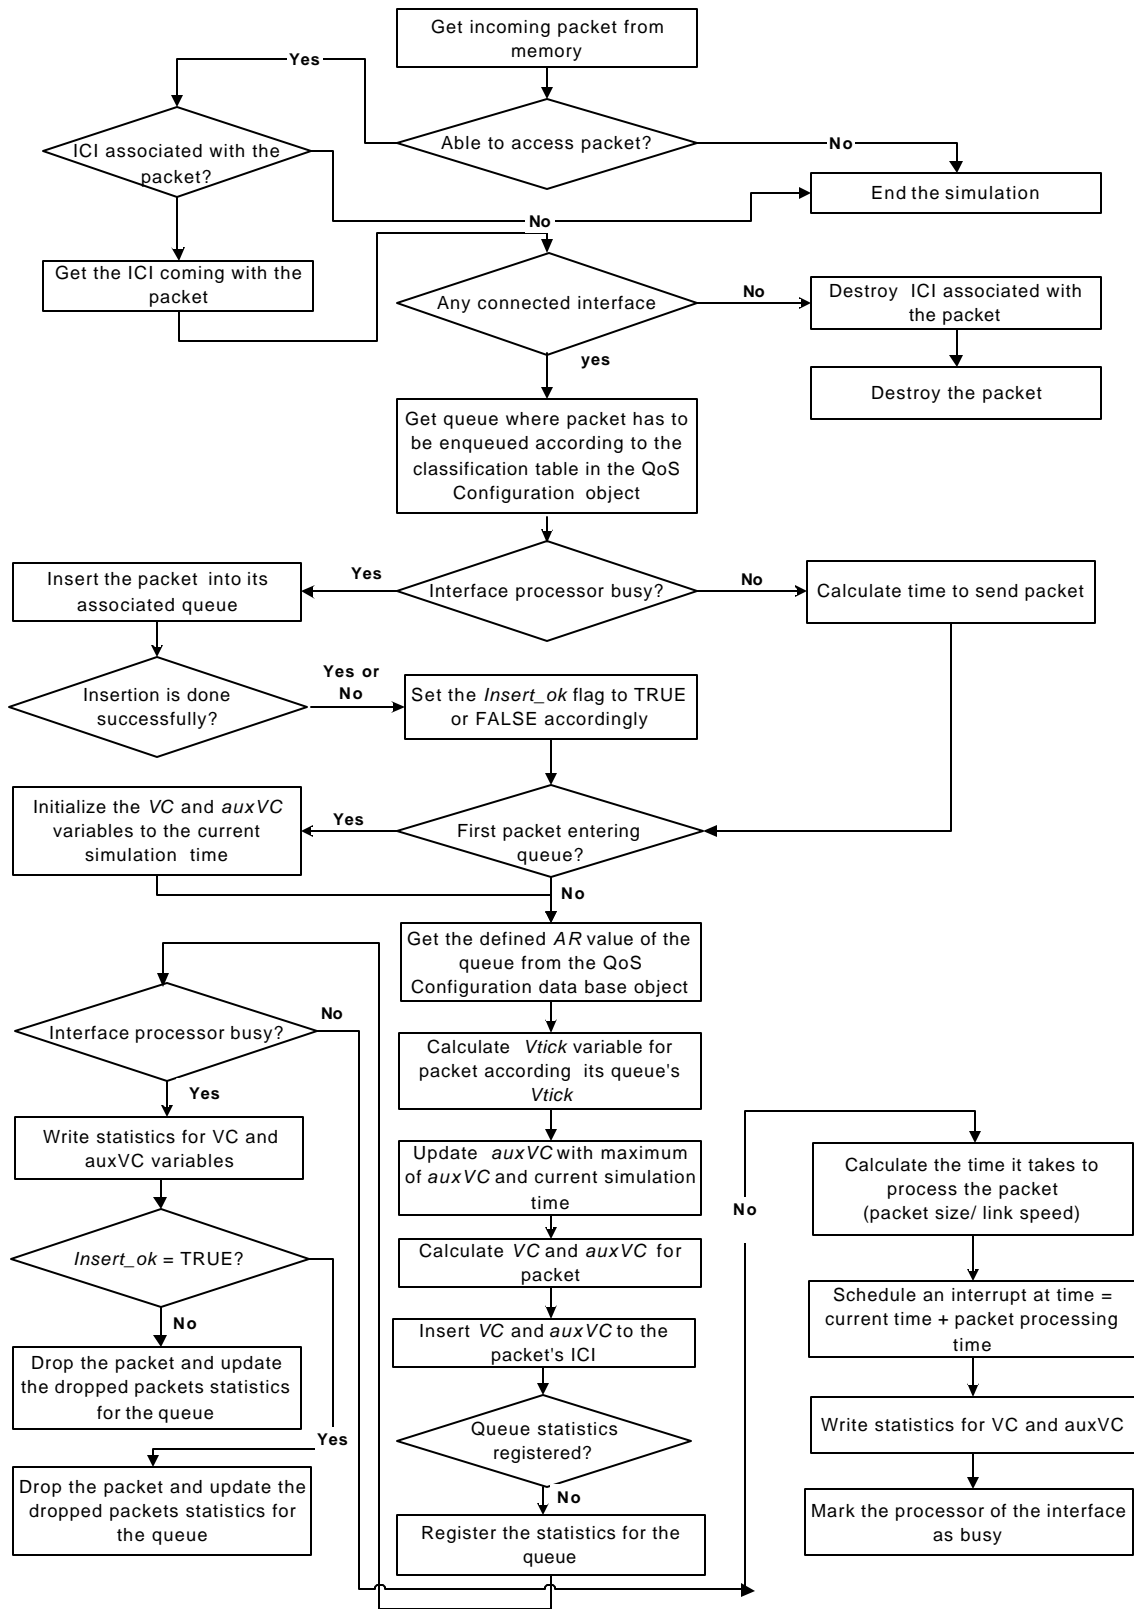 Get incoming packet from
memory
Yes
Able to access packet?
No
ICI associated with the
packet?
End the simulation
No
Get the ICI coming with the
packet
Any connected interface
No
Destroy ICI associated with
the packet
yes
Destroy the packet
Get queue where packet has to
be enqueued according to the
classification table in the QoS
Configuration object
Insert the packet into its
associated queue
Yes
Interface processor busy?
No
Calculate time to send packet
Insertion is done
successfully?
Yes or
No
Set the Insert_ok flag to TRUE
or FALSE accordingly
Initialize the VC and auxVC
variables to the current
simulation time
Yes
First packet entering
queue?
No
Get the defined AR value of the
queue from the QoS
Configuration data base object
Interface processor busy?
No
Calculate Vtick variable for
packet according its queue's
Vtick
Yes
Write statistics for VC and
auxVC variables
Update auxVC with maximum
of auxVC and current simulation
time
No
Calculate the time it takes to
process the packet
(packet size/ link speed)
Insert_ok = TRUE?
Calculate VC and auxVC for
packet
Schedule an interrupt at time =
current time + packet processing
time
No
Insert VC and auxVC to the
packet's ICI
Drop the packet and update
the dropped packets statistics
for the queue
Queue statistics
registered?
Write statistics for VC and auxVC
Yes
Drop the packet and update the
dropped packets statistics for
the queue
No
Register the statistics for the
queue
Mark the processor of the interface
as busy